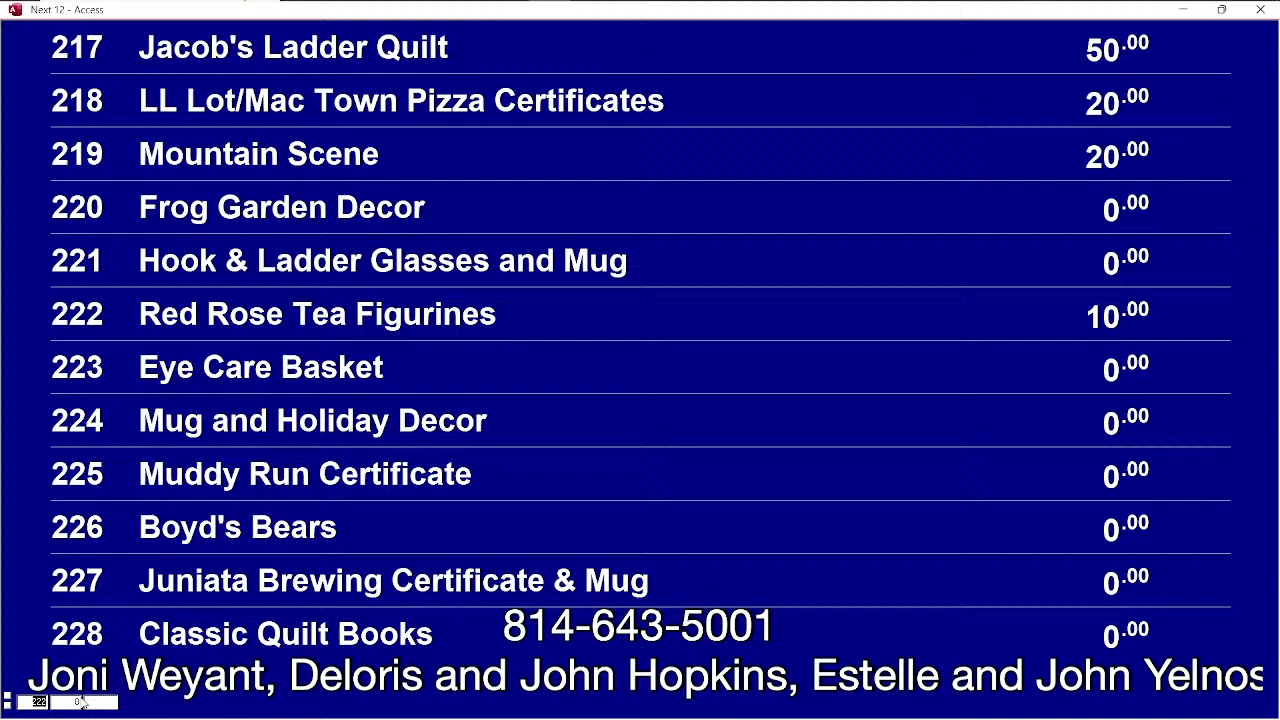 Next 12 - Access
217 Jacob's Ladder Quilt 50.00
218 LL Lot/Mac Town Pizza Certificates 20.00
219 Mountain Scene 20.00
220 Frog Garden Decor 0.00
221 Hook & Ladder Glasses and Mug 0.00
222 Red Rose Tea Figurines 10.00
223 Eye Care Basket 0.00
224 Mug and Holiday Decor 0.00
225 Muddy Run Certificate 0.00
226 Boyd's Bears 0.00
227 Juniata Brewing Certificate & Mug 0.00
228 Classic Quilt Books 0.00
814-643-5001
Joni Weyant, Deloris and John Hopkins, Estelle and John Yelnos
222 0